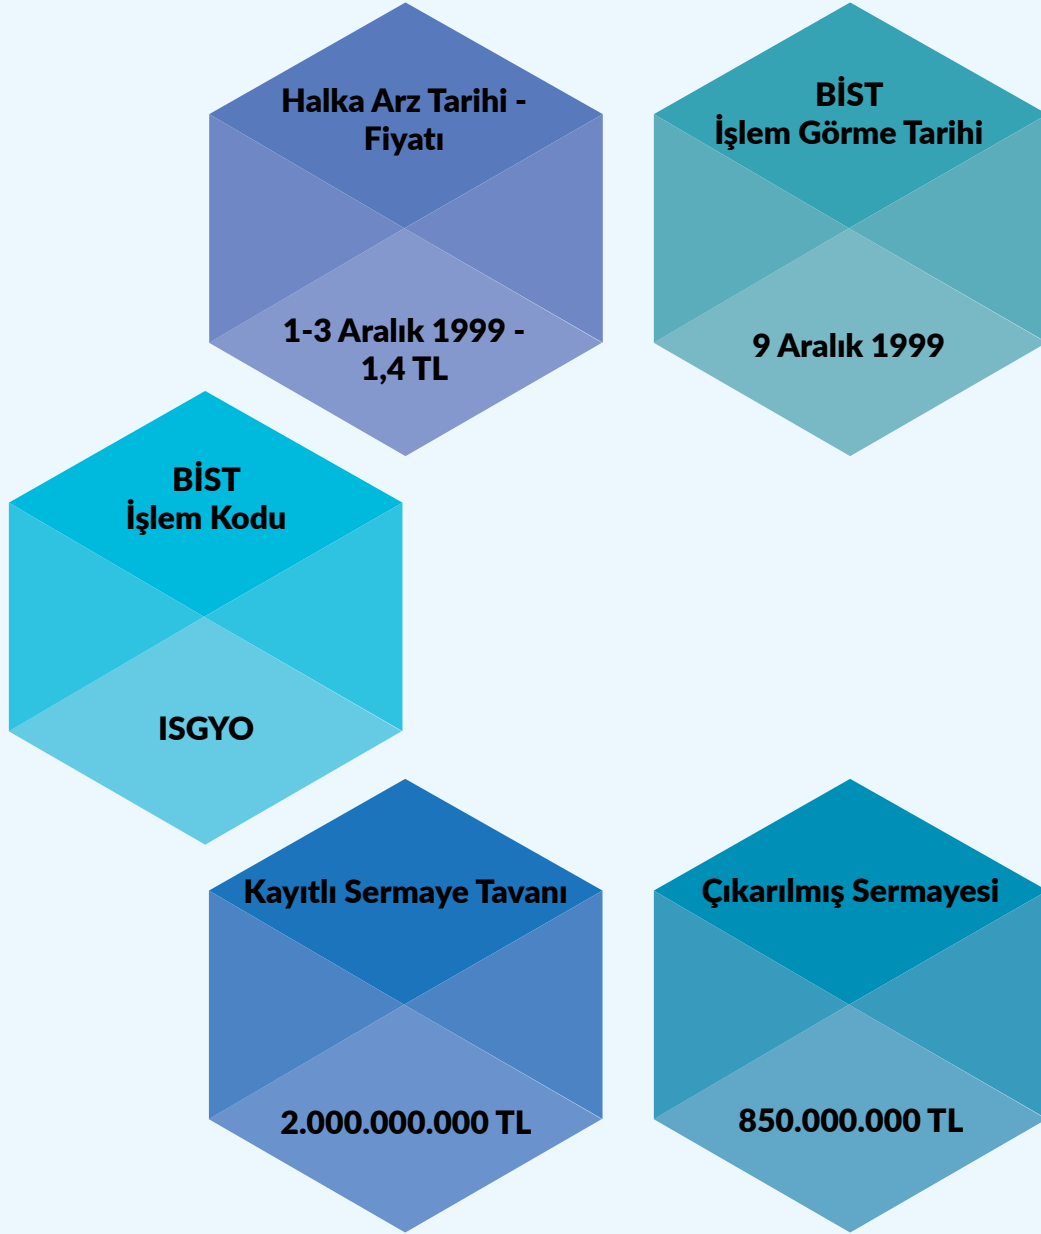 Halka Arz Tarihi -
Fiyatı
1-3 Aralık 1999 -
1,4 TL
BİST
İşlem Görme Tarihi
9 Aralık 1999
BİST
İşlem Kodu
ISGYO
Kayıtlı Sermaye Tavanı
2.000.000.000 TL
Çıkarılmış Sermayesi
850.000.000 TL